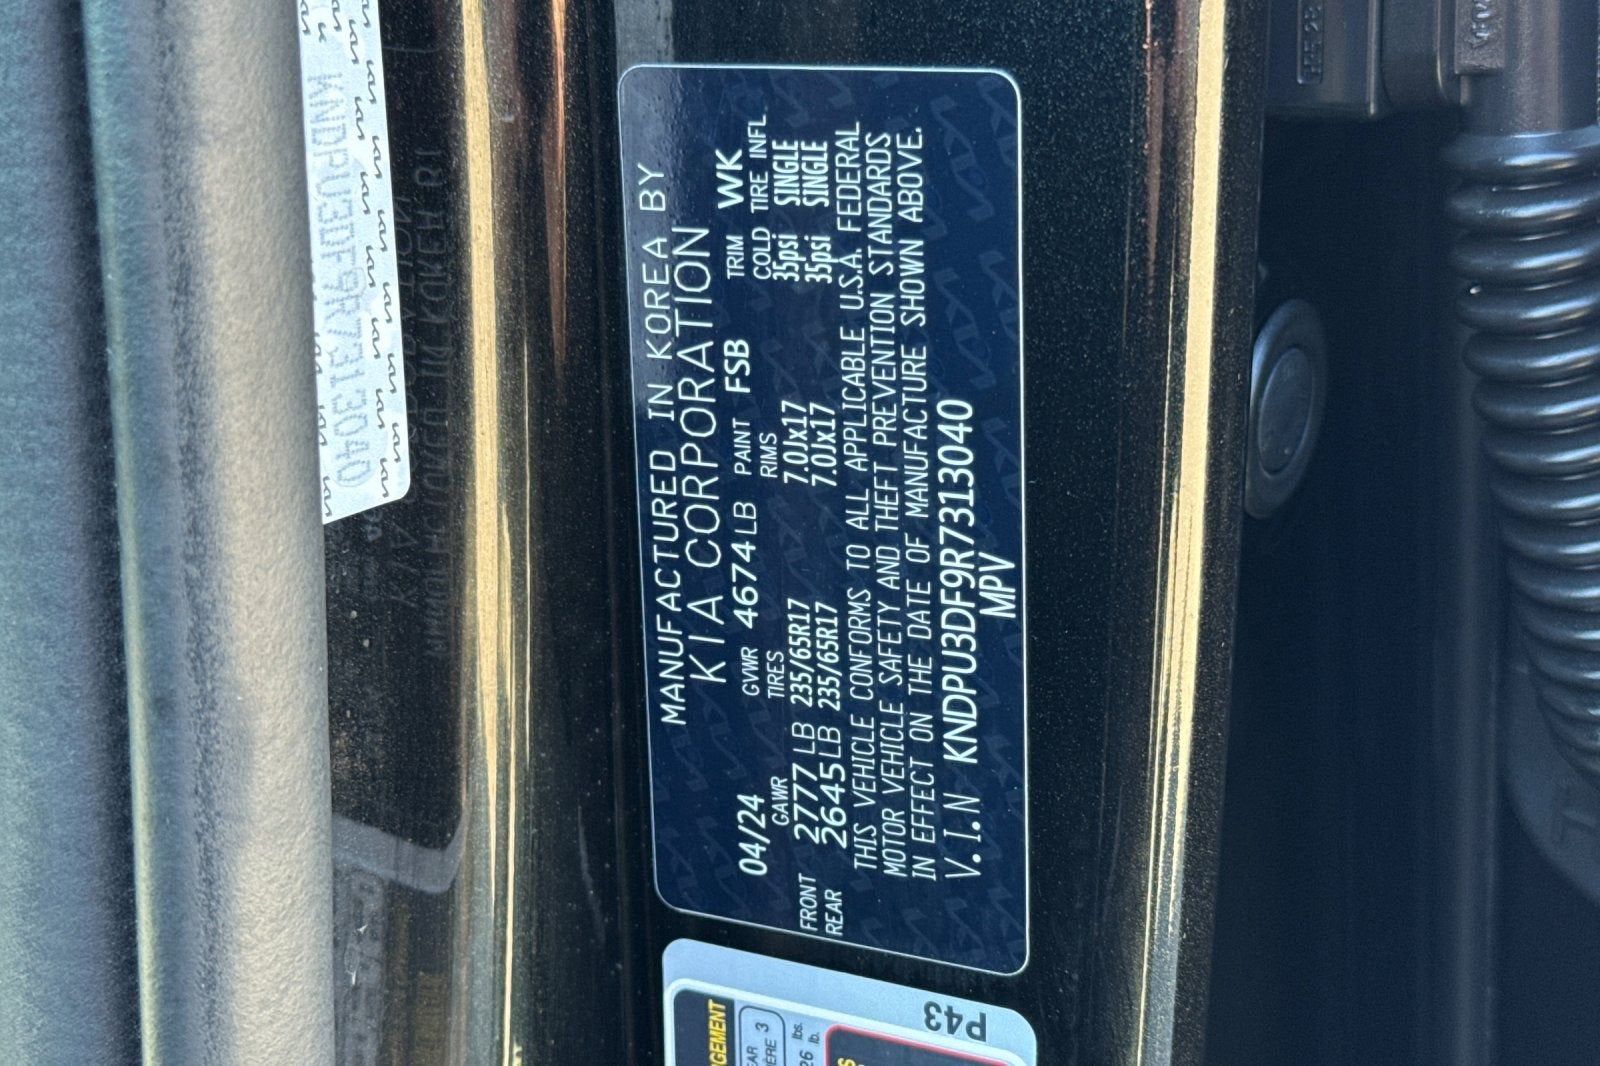 MANUFACTURED IN KOREA BY
KIA CORPORATION
04/24 GVWR 4674LB PAINT FSB TRIM WK
GAWR TIRES RIMS COLD TIRE INFL
FRONT 2777LB 235/65R17 7.0Jx17 35psi SINGLE
REAR 2645LB 235/65R17 7.0Jx17 35psi SINGLE
THIS VEHICLE CONFORMS TO ALL APPLICABLE U.S.A. FEDERAL
MOTOR VEHICLE SAFETY AND THEFT PREVENTION STANDARDS
IN EFFECT ON THE DATE OF MANUFACTURE SHOWN ABOVE.
V.I.N KNDPU3DF9R7313040
MPV
KNDPU3DF9R7313040
P43
3
lbs.
lb.